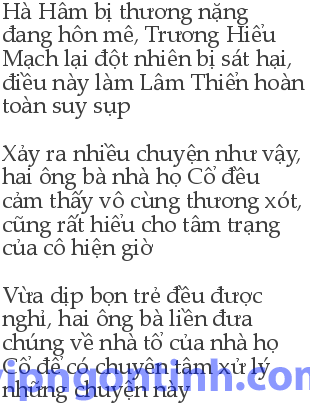 Hà Hâm bị thương nặng
đang hôn mê, Trương Hiểu
Mạch lại đột nhiên bị sát hại,
điều này làm Lâm Thiển hoàn
toàn suy sụp
Xảy ra nhiều chuyện như vậy,
hai ông bà nhà họ Cổ đều
cảm thấy vô cùng thương xót,
cũng rất hiểu cho tâm trạng
của cô hiện giờ
Vừa dịp bọn trẻ đều được
nghỉ, hai ông bà liền đưa
chúng về nhà tổ của nhà họ
Cổ để có chuyên tâm xử lý
những chuyện này
vipngontinh.com